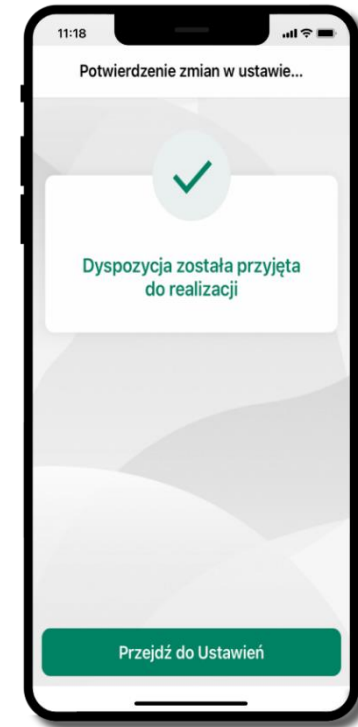 11:18
Potwierdzenie zmian w ustawie...
Dyspozycja została przyjęta
do realizacji
Przejdź do Ustawień